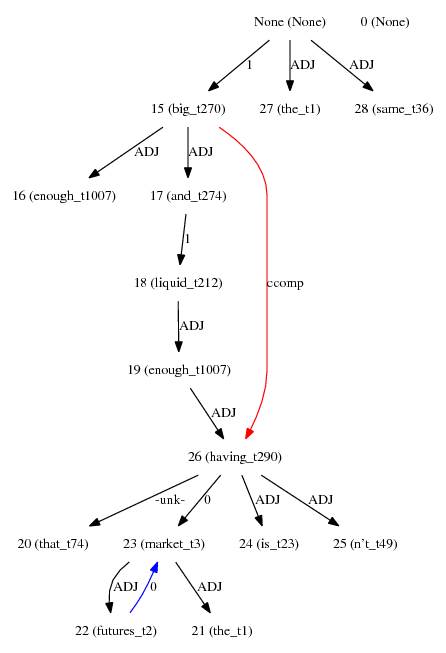 None (None) 0 (None)
1 ADJ ADJ
15 (big_t270) 27 (the_t1) 28 (same_t36)
ADJ ADJ
16 (enough_t1007) 17 (and_t274)
1
18 (liquid_t212) ccomp
ADJ
19 (enough_t1007)
ADJ
26 (having_t290)
-unk- 0 ADJ ADJ
20 (that_t74) 23 (market_t3) 24 (is_t23) 25 (n't_t49)
ADJ 0 ADJ
22 (futures_t2) 21 (the_t1)